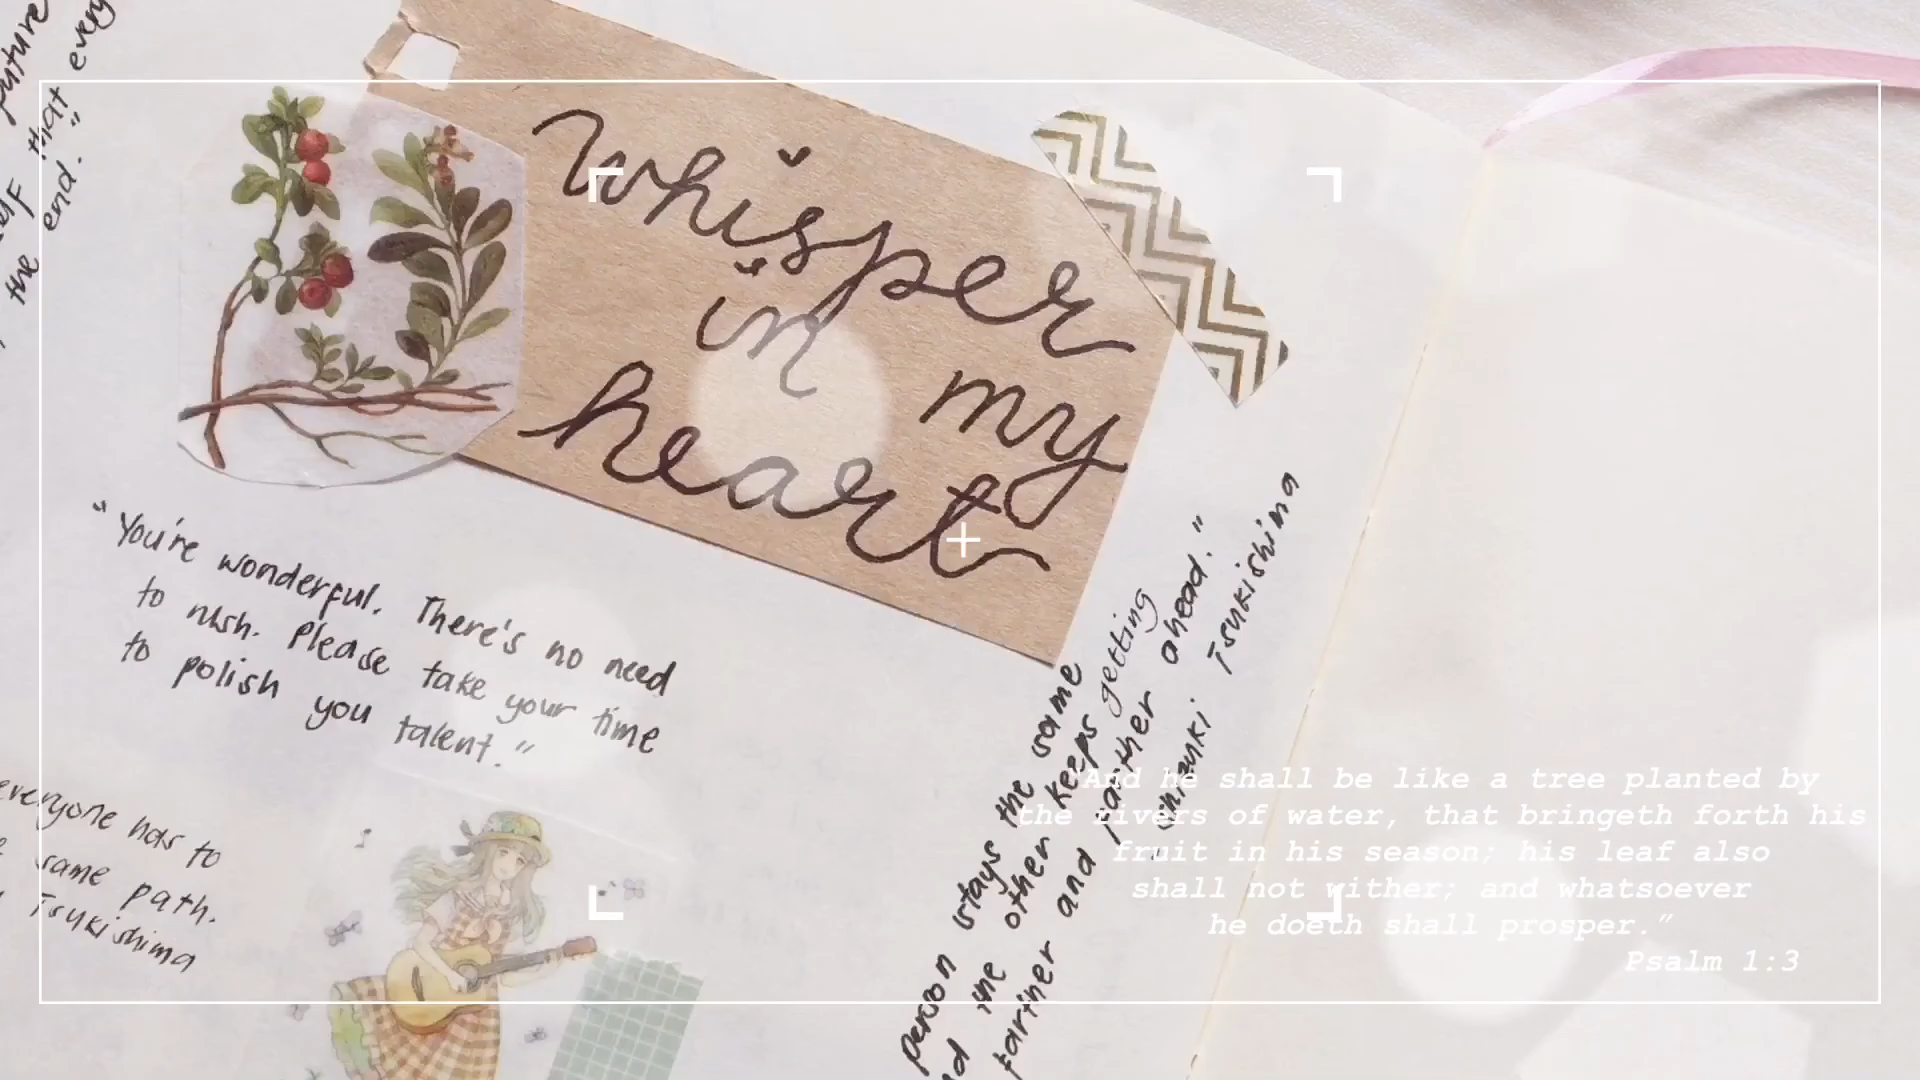 whisper
in my
heart
"You're wonderful. There's no need
to rush. Please take your time
to polish you talent."
everyone has to
same path.
Tsukishima
person stays the same
the other keeps getting
farther and farther ahead."
Tsukishima
future
self that every
the end."
And he shall be like a tree planted by
the rivers of water, that bringeth forth his
fruit in his season; his leaf also
shall not wither; and whatsoever
he doeth shall prosper.”
Psalm 1:3